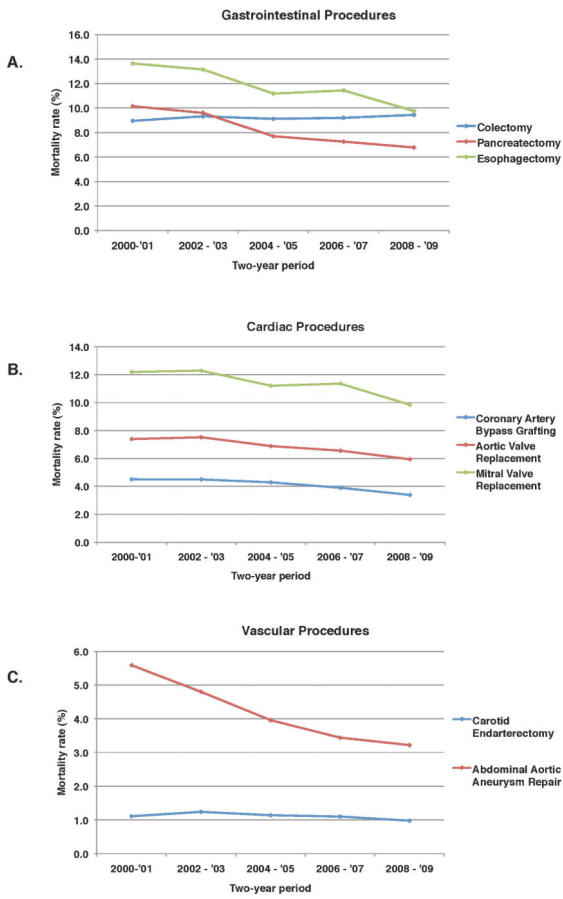 Gastrointestinal Procedures
A.
Mortality rate (%)
16.0
14.0
12.0
10.0
8.0
6.0
4.0
2.0
0.0
2000-'01 2002 - '03 2004 - '05 2006 - '07 2008 - '09
Two-year period
Colectomy
Pancreatectomy
Esophagectomy
Cardiac Procedures
B.
Mortality rate (%)
14.0
12.0
10.0
8.0
6.0
4.0
2.0
0.0
2000-'01 2002 - '03 2004 - '05 2006 - '07 2008 - '09
Two-year period
Coronary Artery
Bypass Grafting
Aortic Valve
Replacement
Mitral Valve
Replacement
Vascular Procedures
C.
Mortality rate (%)
6.0
5.0
4.0
3.0
2.0
1.0
0.0
2000-'01 2002 - '03 2004 - '05 2006 - '07 2008 - '09
Two-year period
Carotid
Endarterectomy
Abdominal Aortic
Aneurysm Repair